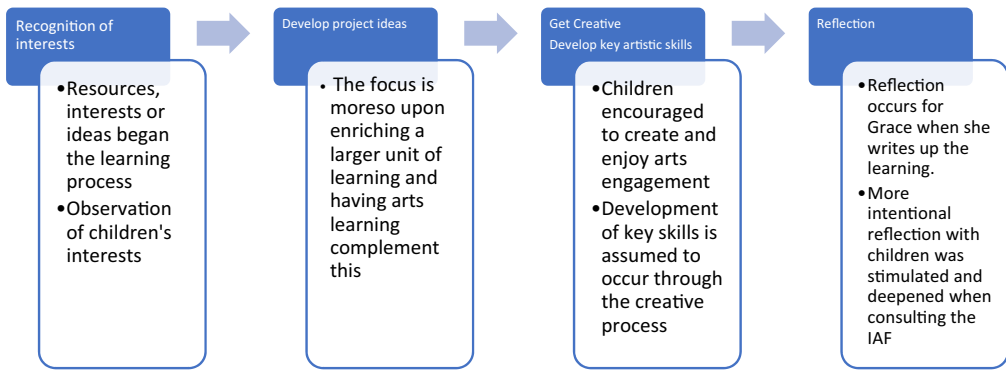 Recognition of
interests
• Resources,
interests or
ideas began
the learning
process
• Observation
of children's
interests
Develop project ideas
• The focus is
moreso upon
enriching a
larger unit of
learning and
having arts
learning
complement
this
Get Creative
Develop key artistic skills
• Children
encouraged
to create and
enjoy arts
engagement
• Development
of key skills is
assumed to
occur through
the creative
process
Reflection
• Reflection
occurs for
Grace when she
writes up the
learning.
• More
intentional
reflection with
children was
stimulated and
deepened when
consulting the
IAF